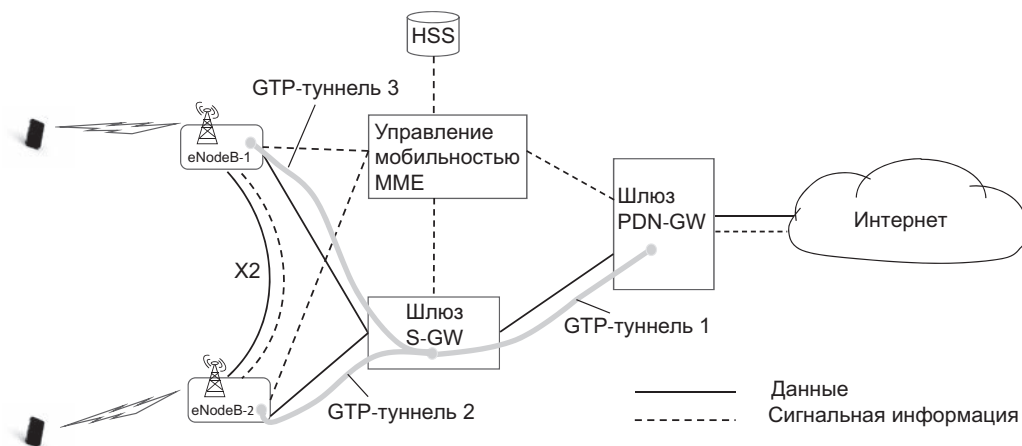 HSS
GTP-туннель 3
Управление
мобильностью
MME
eNodeB-1
Шлюз
PDN-GW
Интернет
X2
Шлюз
S-GW
GTP-туннель 1
eNodeB-2
GTP-туннель 2
Данные
Сигнальная информация